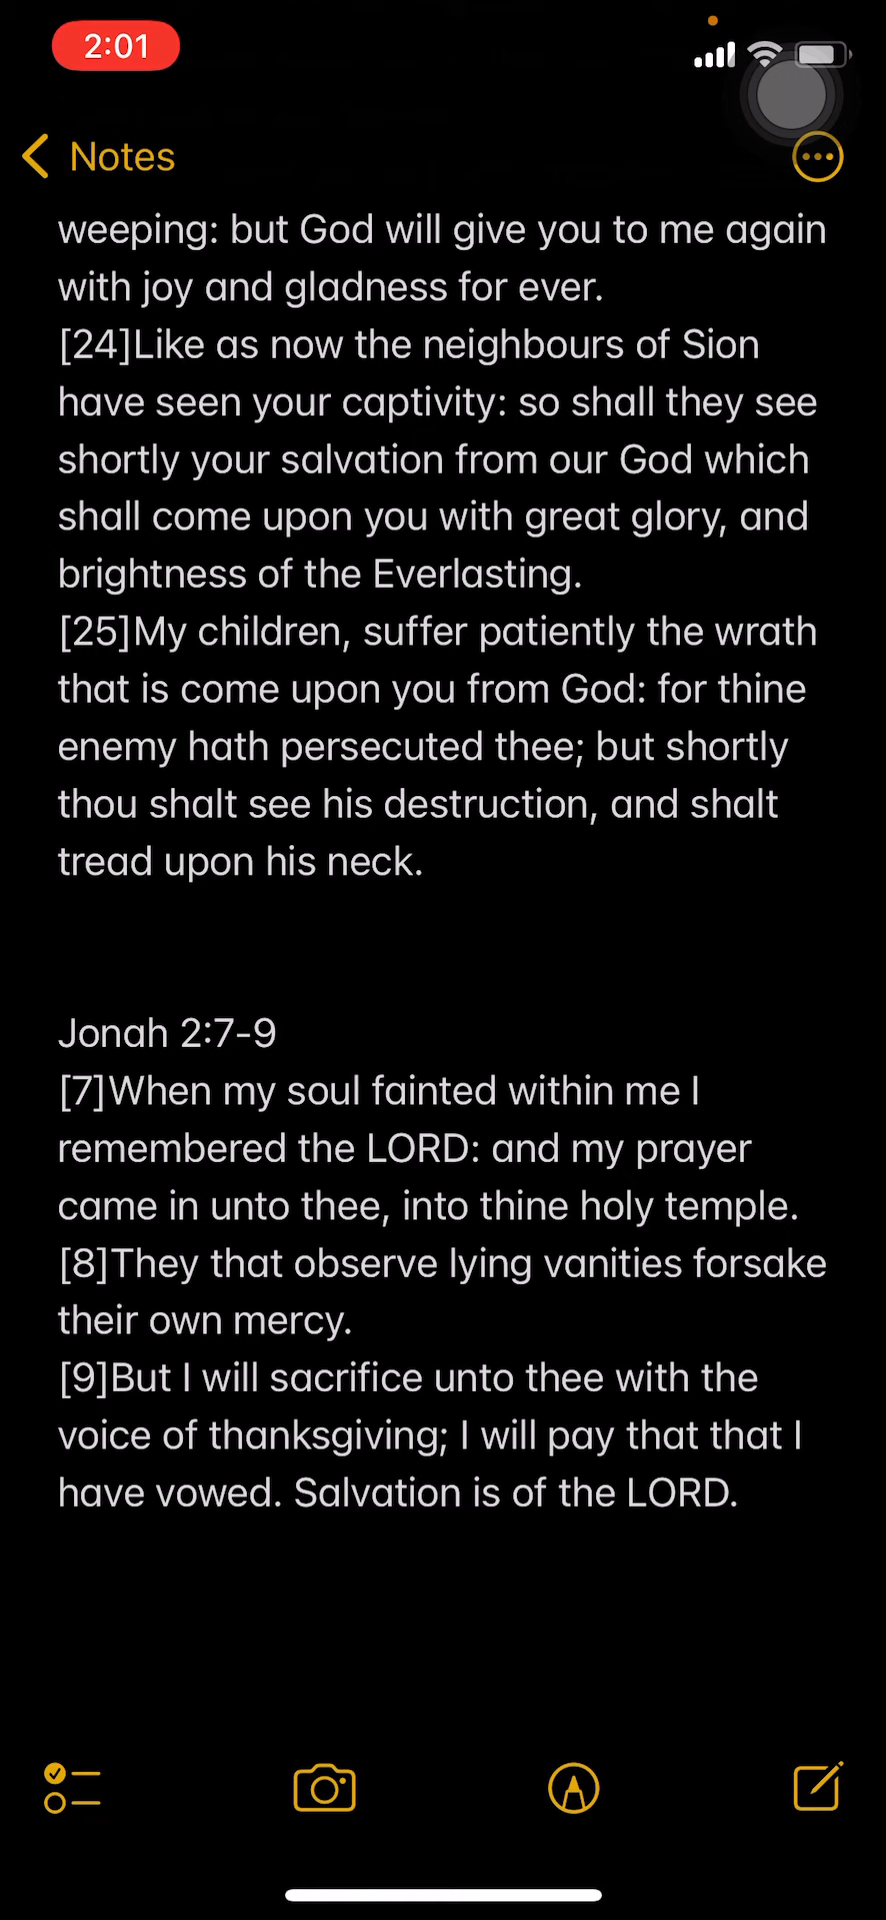 2:01
Notes
weeping: but God will give you to me again
with joy and gladness for ever.
[24]Like as now the neighbours of Sion
have seen your captivity: so shall they see
shortly your salvation from our God which
shall come upon you with great glory, and
brightness of the Everlasting.
[25]My children, suffer patiently the wrath
that is come upon you from God: for thine
enemy hath persecuted thee; but shortly
thou shalt see his destruction, and shalt
tread upon his neck.
Jonah 2:7-9
[7]When my soul fainted within me I
remembered the LORD: and my prayer
came in unto thee, into thine holy temple.
[8]They that observe lying vanities forsake
their own mercy.
[9]But I will sacrifice unto thee with the
voice of thanksgiving; I will pay that that I
have vowed. Salvation is of the LORD.